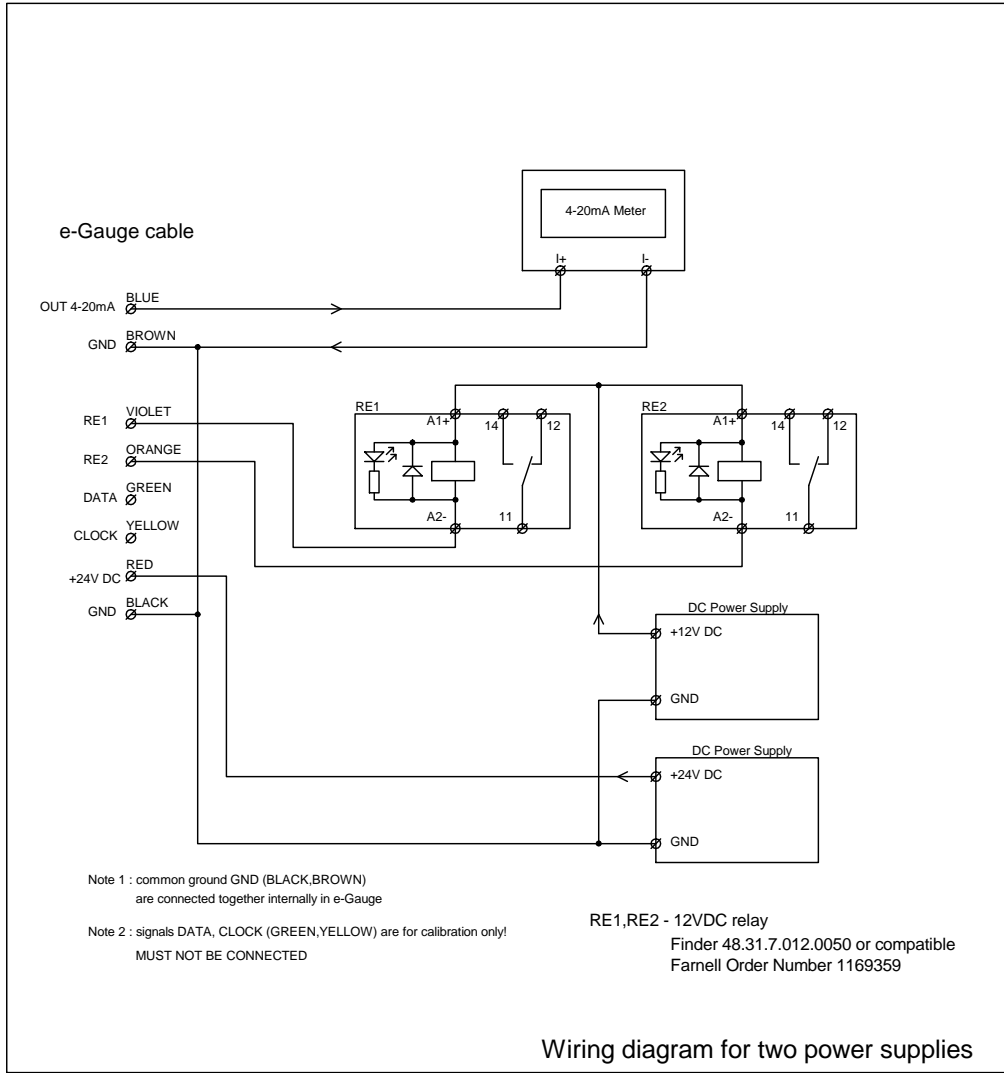 4-20mA Meter
I+
I-
e-Gauge cable
OUT 4-20mA
BLUE
GND
BROWN
RE1
VIOLET
RE2
ORANGE
DATA
GREEN
CLOCK
YELLOW
+24V DC
RED
GND
BLACK
RE1
A1+
14
12
A2-
11
RE2
A1+
14
12
A2-
11
DC Power Supply
+12V DC
GND
DC Power Supply
+24V DC
GND
Note 1 : common ground GND (BLACK,BROWN)
are connected together internally in e-Gauge
Note 2 : signals DATA, CLOCK (GREEN,YELLOW) are for calibration only!
MUST NOT BE CONNECTED
RE1,RE2 - 12VDC relay
Finder 48.31.7.012.0050 or compatible
Farnell Order Number 1169359
Wiring diagram for two power supplies